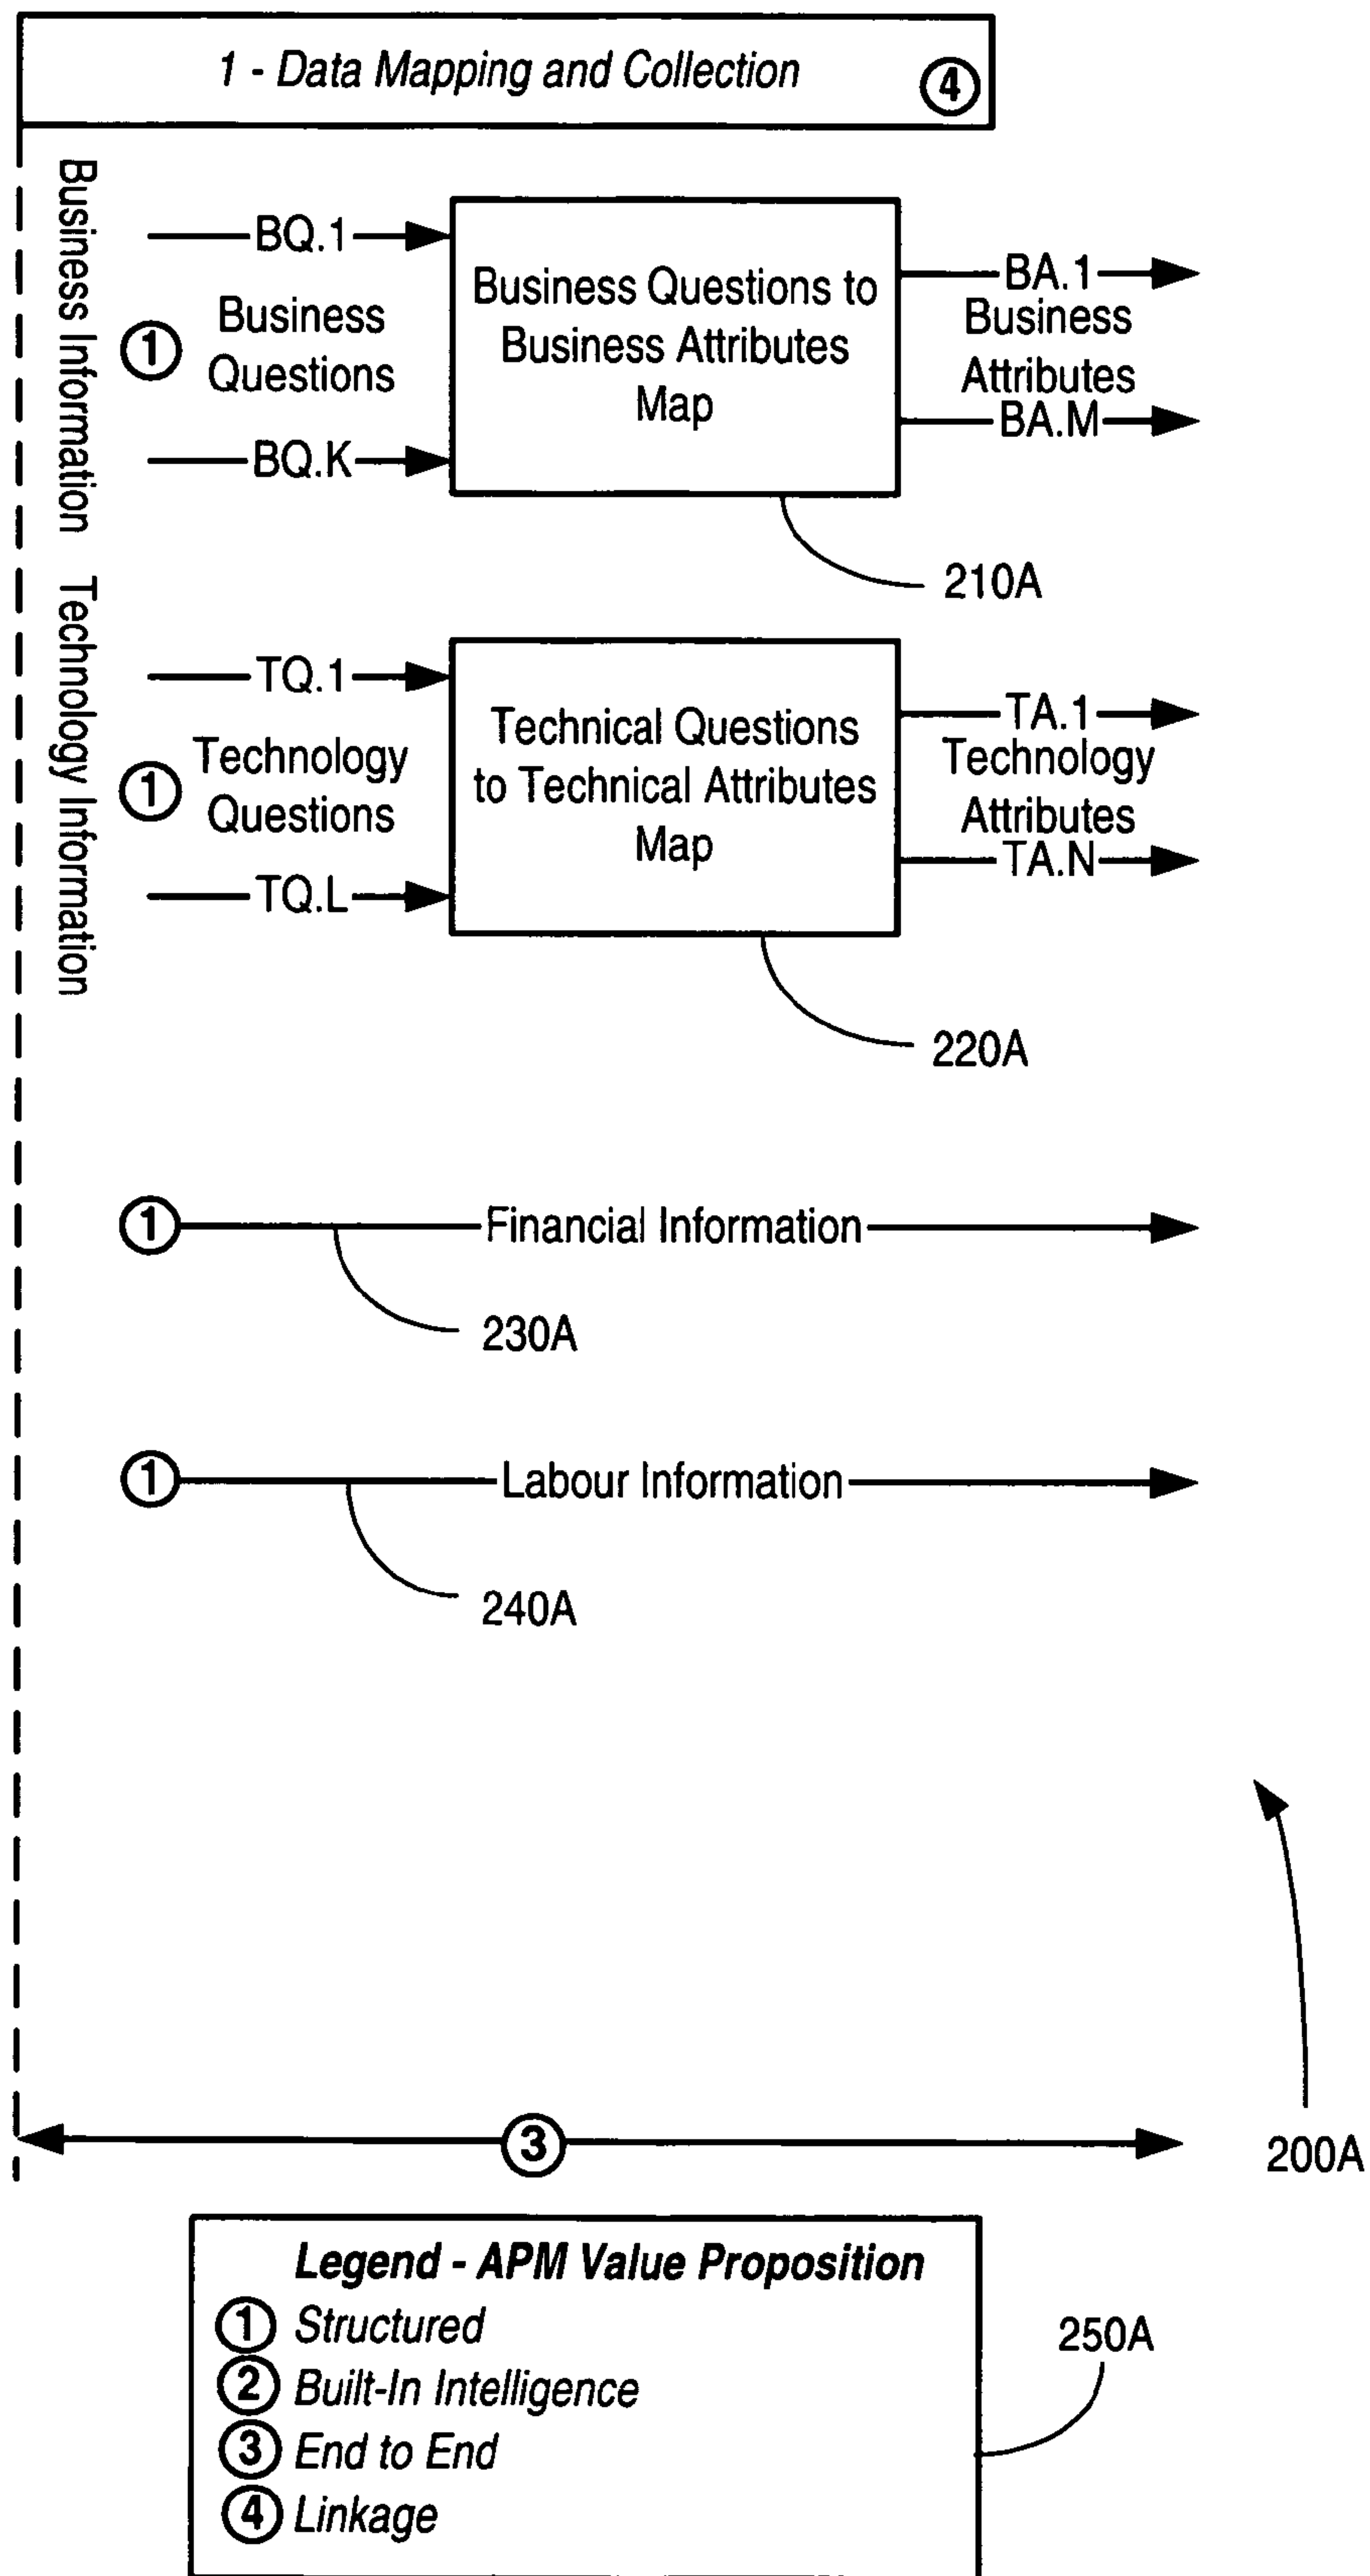 1 - Data Mapping and Collection
4
Business Information
Technology Information
BQ.1
1
Business
Questions
BQ.K
Business Questions to
Business Attributes
Map
BA.1
Business
Attributes
BA.M
210A
TQ.1
1
Technology
Questions
TQ.L
Technical Questions
to Technical Attributes
Map
TA.1
Technology
Attributes
TA.N
220A
1
Financial Information
230A
1
Labour Information
240A
3
200A
Legend - APM Value Proposition
1 Structured
2 Built-In Intelligence
3 End to End
4 Linkage
250A